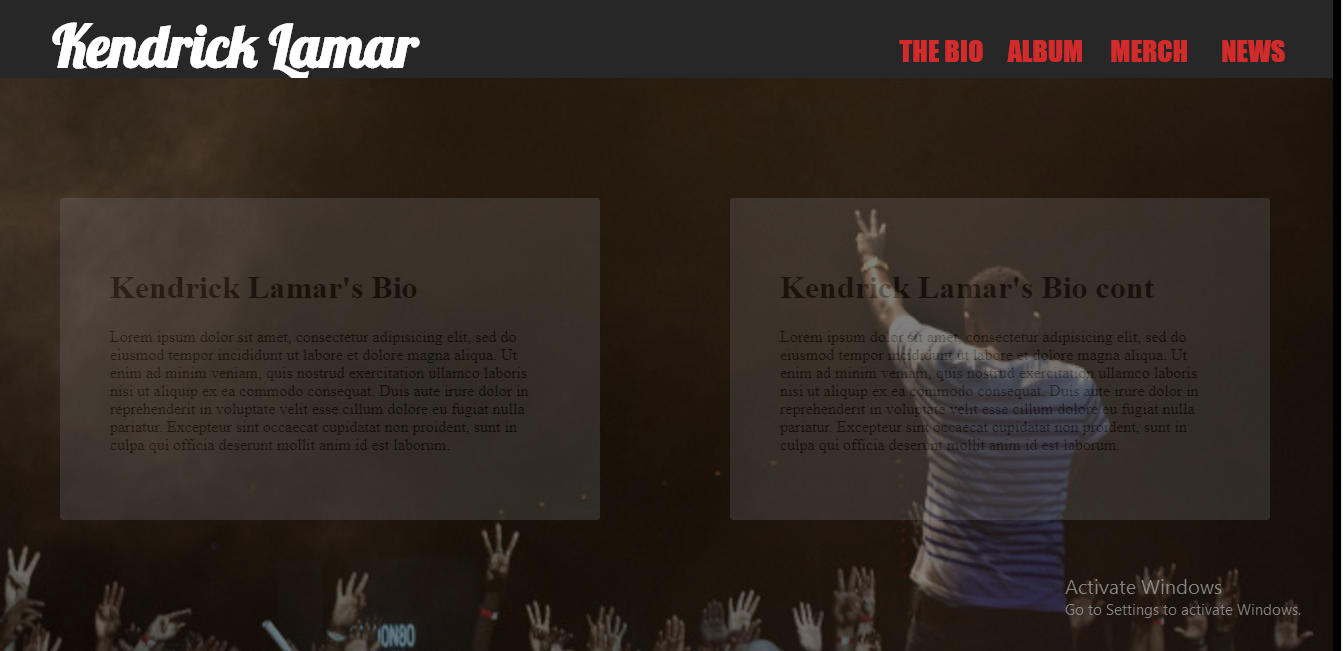 Kendrick Lamar
THE BIO ALBUM MERCH NEWS
Kendrick Lamar's Bio
Lorem ipsum dolor sit amet, consectetur adipisicing elit, sed do
eiusmod tempor incididunt ut labore et dolore magna aliqua. Ut
enim ad minim veniam, quis nostrud exercitation ullamco laboris
nisi ut aliquip ex ea commodo consequat. Duis aute irure dolor in
reprehenderit in voluptate velit esse cillum dolore eu fugiat nulla
pariatur. Excepteur sint occaecat cupidatat non proident, sunt in
culpa qui officia deserunt mollit anim id est laborum.
Kendrick Lamar's Bio cont
Lorem ipsum dolor sit amet, consectetur adipisicing elit, sed do
eiusmod tempor incididunt ut labore et dolore magna aliqua. Ut
enim ad minim veniam, quis nostrud exercitation ullamco laboris
nisi ut aliquip ex ea commodo consequat. Duis aute irure dolor in
reprehenderit in voluptate velit esse cillum dolore eu fugiat nulla
pariatur. Excepteur sint occaecat cupidatat non proident, sunt in
culpa qui officia deserunt mollit anim id est laborum.
Activate Windows
Go to Settings to activate Windows.